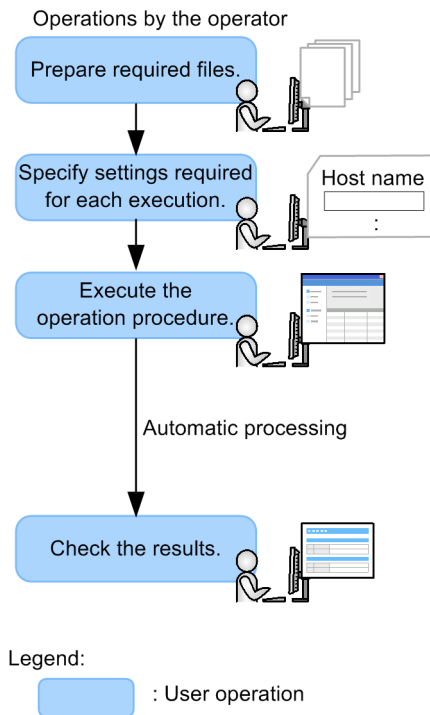 Operations by the operator
Prepare required files.
Specify settings required
for each execution.
Host name
:
Execute the
operation procedure.
Automatic processing
Check the results.
Legend:
: User operation